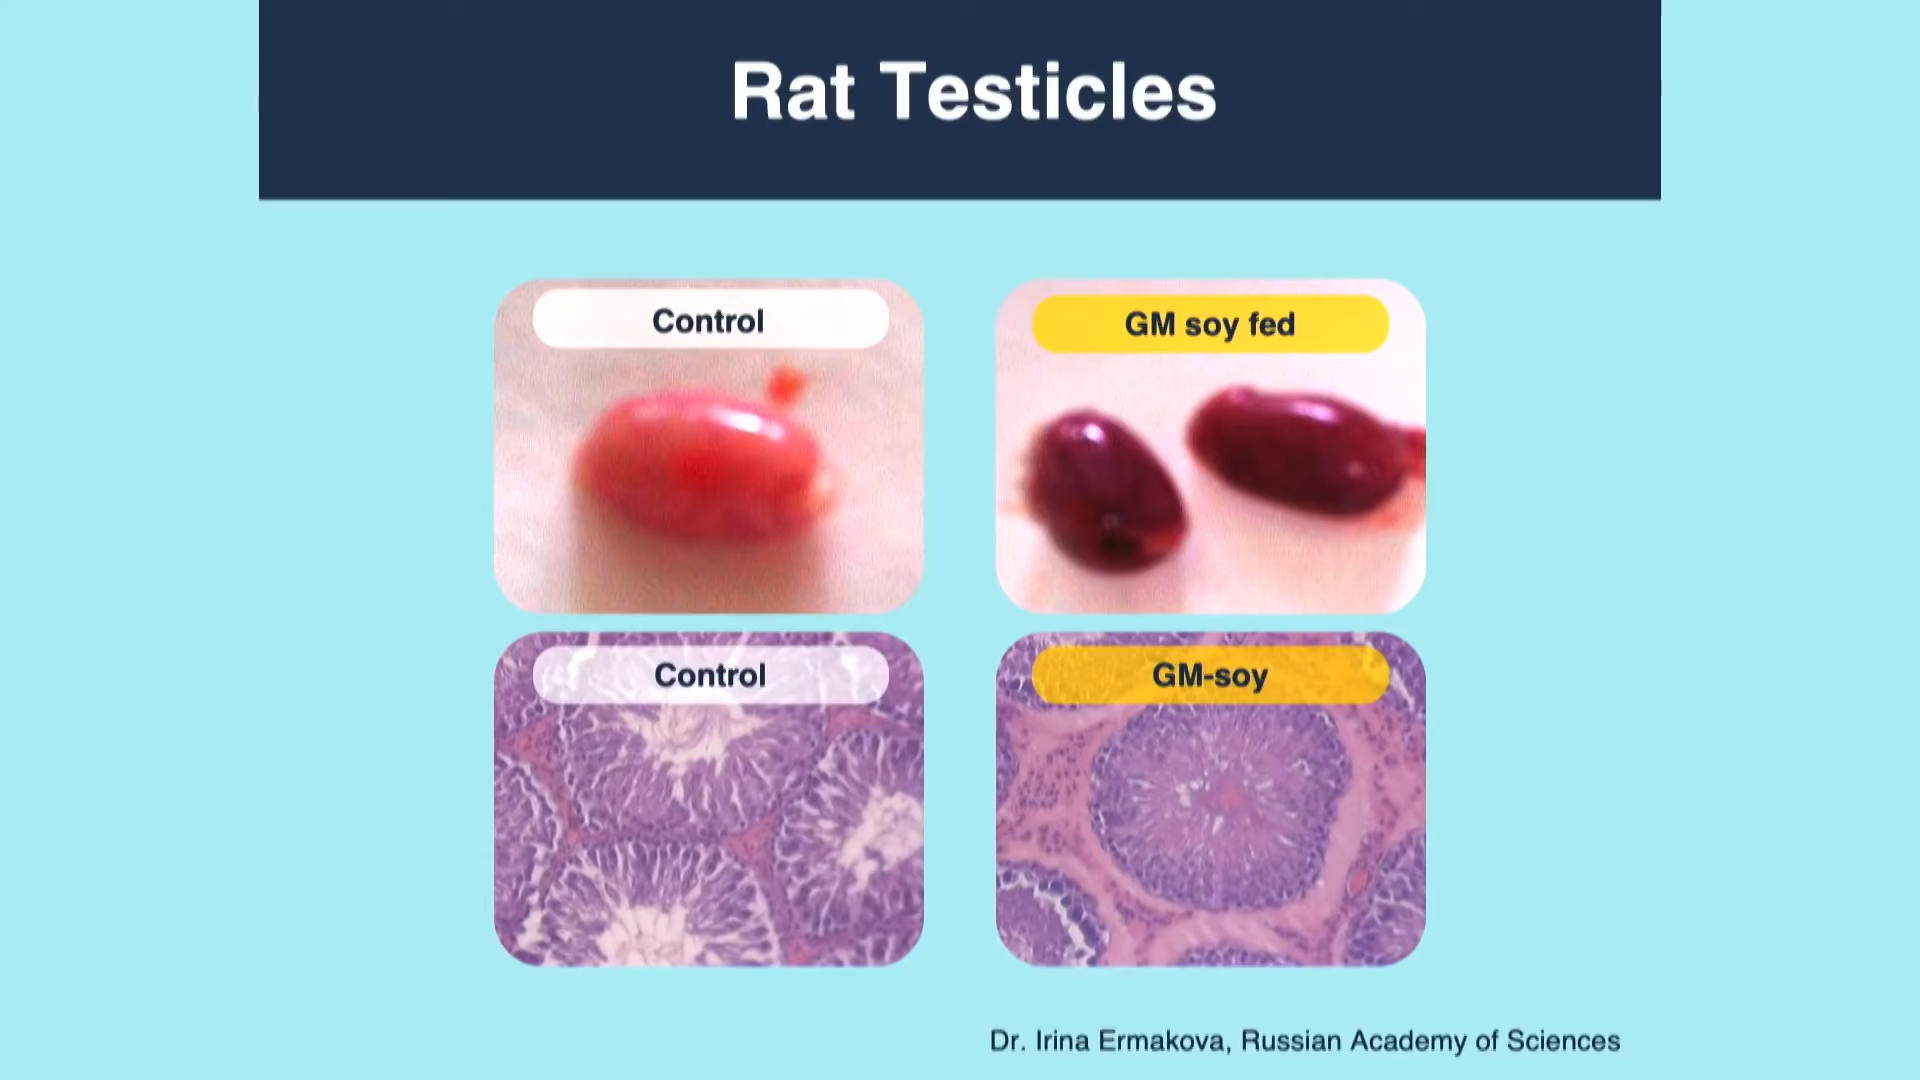 Rat Testicles
Control
GM soy fed
Control
GM-soy
Dr. Irina Ermakova, Russian Academy of Sciences